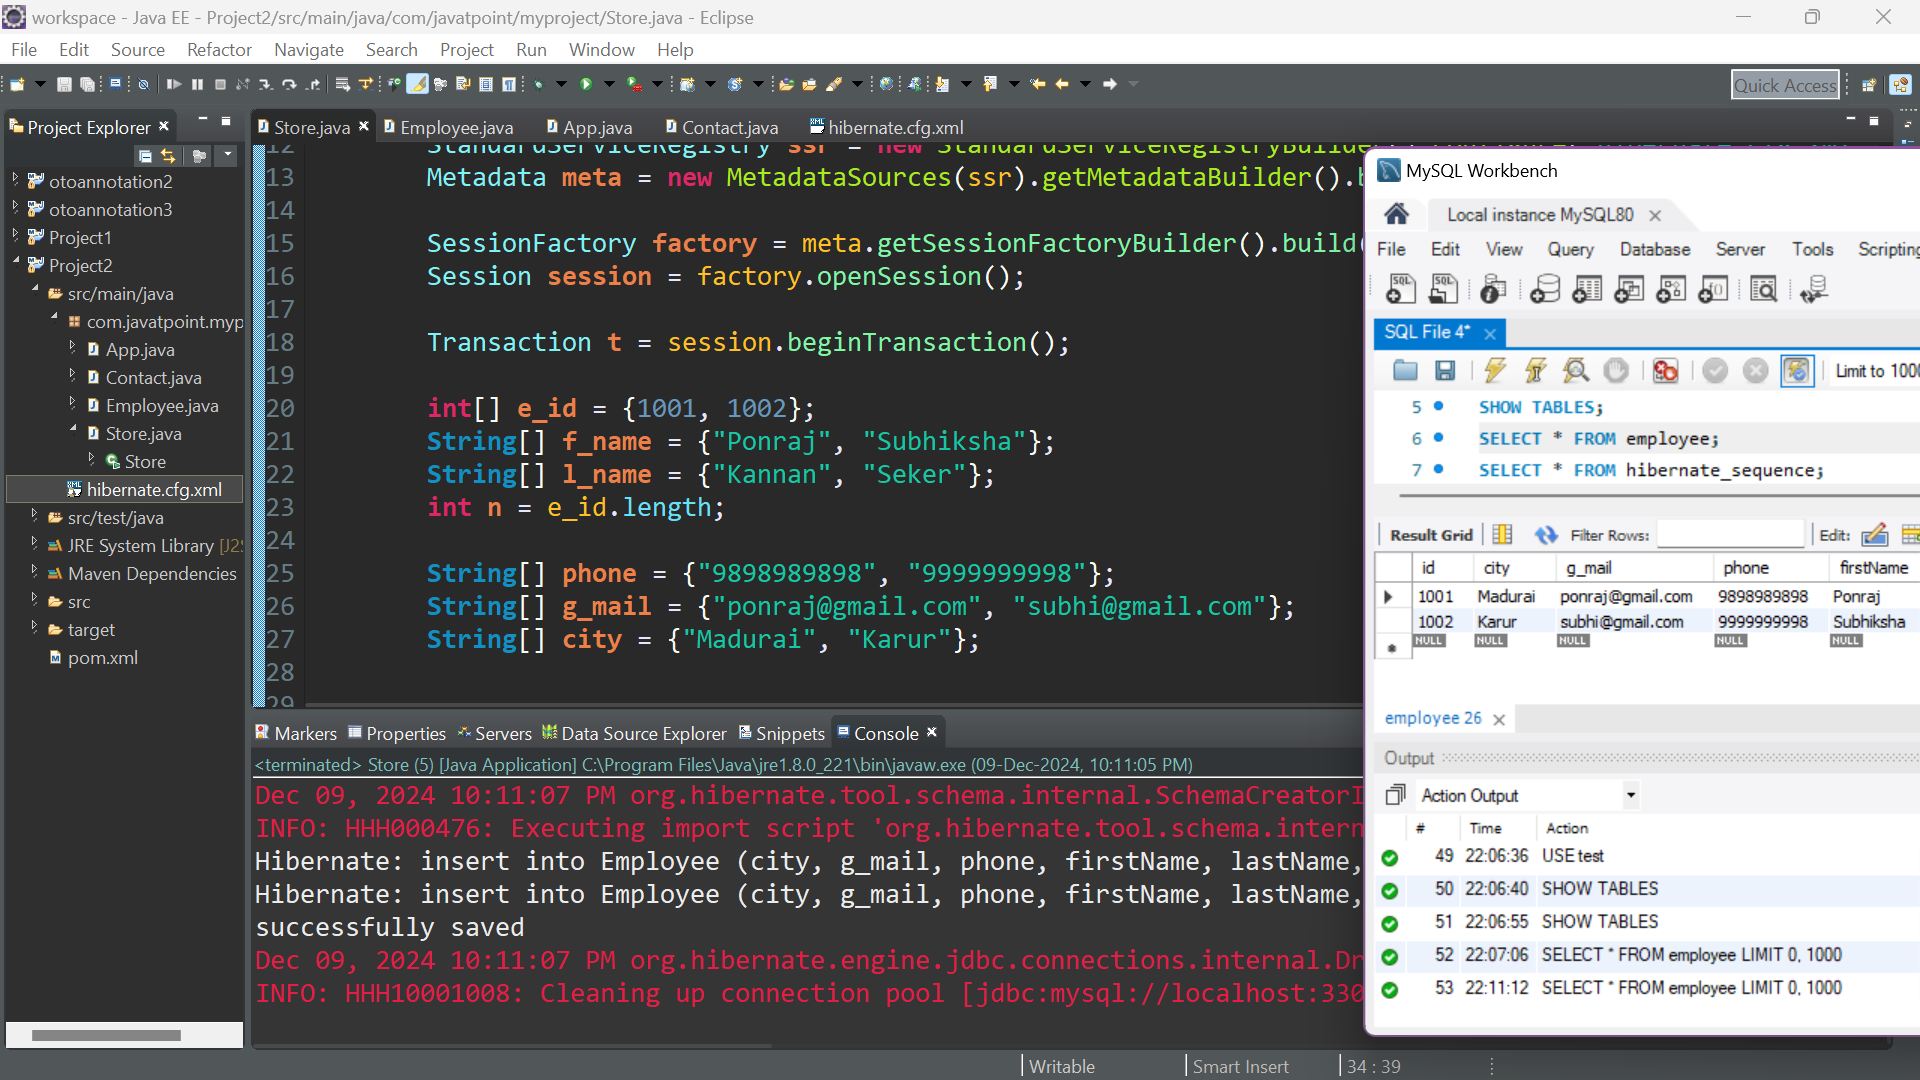 workspace - Java EE - Project2/src/main/java/com/javatpoint/myproject/Store.java - Eclipse
File Edit Source Refactor Navigate Search Project Run Window Help
Quick Access
Project Explorer
otoannotation2
otoannotation3
Project1
Project2
src/main/java
com.javatpoint.myp
App.java
Contact.java
Employee.java
Store.java
Store
hibernate.cfg.xml
src/test/java
JRE System Library [J2S
Maven Dependencies
src
target
pom.xml
Store.java Employee.java App.java Contact.java hibernate.cfg.xml
12 StandardServiceRegistry ssr = new StandardServiceRegistryBuilder
13 Metadata meta = new MetadataSources(ssr).getMetadataBuilder().b
14
15 SessionFactory factory = meta.getSessionFactoryBuilder().build(
16 Session session = factory.openSession();
17
18 Transaction t = session.beginTransaction();
19
20 int[] e_id = {1001, 1002};
21 String[] f_name = {"Ponraj", "Subhiksha"};
22 String[] l_name = {"Kannan", "Seker"};
23 int n = e_id.length;
24
25 String[] phone = {"9898989898", "9999999998"};
26 String[] g_mail = {"ponraj@gmail.com", "subhi@gmail.com"};
27 String[] city = {"Madurai", "Karur"};
28
29
Markers Properties Servers Data Source Explorer Snippets Console
<terminated> Store (5) [Java Application] C:\Program Files\Java\jre1.8.0_221\bin\javaw.exe (09-Dec-2024, 10:11:05 PM)
Dec 09, 2024 10:11:07 PM org.hibernate.tool.schema.internal.SchemaCreatorI
INFO: HHH000476: Executing import script 'org.hibernate.tool.schema.intern
Hibernate: insert into Employee (city, g_mail, phone, firstName, lastName,
Hibernate: insert into Employee (city, g_mail, phone, firstName, lastName,
successfully saved
Dec 09, 2024 10:11:07 PM org.hibernate.engine.jdbc.connections.internal.Dr
INFO: HHH10001008: Cleaning up connection pool [jdbc:mysql://localhost:330
Writable Smart Insert 34 : 39
MySQL Workbench
Local instance MySQL80
File Edit View Query Database Server Tools Scripting
SQL File 4*
Limit to 1000
5 SHOW TABLES;
6 SELECT * FROM employee;
7 SELECT * FROM hibernate_sequence;
Result Grid Filter Rows: Edit:
id city g_mail phone firstName
1001 Madurai ponraj@gmail.com 9898989898 Ponraj
1002 Karur subhi@gmail.com 9999999998 Subhiksha
NULL NULL NULL NULL NULL
employee 26
Output
Action Output
# Time Action
49 22:06:36 USE test
50 22:06:40 SHOW TABLES
51 22:06:55 SHOW TABLES
52 22:07:06 SELECT * FROM employee LIMIT 0, 1000
53 22:11:12 SELECT * FROM employee LIMIT 0, 1000